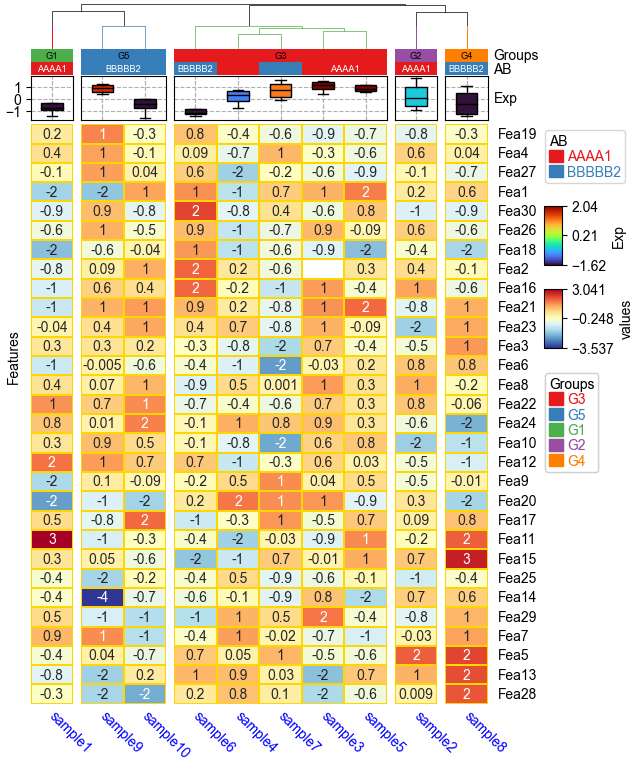 G1 G5 G3 G2 G4 Groups
AAAA1 BBBBB2 BBBBB2 AAAA1 AAAA1 BBBBB2 AB
1
0
−1
Exp
0.2 1 -0.3 0.8 -0.4 -0.6 -0.9 -0.7 -0.8 -0.3 Fea19
0.4 1 -0.1 0.09 -0.7 1 -0.3 -0.6 0.6 0.04 Fea4
-0.1 1 0.04 0.6 -2 -0.2 -0.6 -0.9 -0.1 -0.7 Fea27
-2 -2 1 1 -1 0.7 1 2 0.2 0.6 Fea1
-0.9 0.9 -0.8 2 -0.8 0.4 -0.6 0.8 -1 -0.9 Fea30
-0.6 1 -0.5 0.9 -1 -0.7 0.9 -0.09 0.6 -0.6 Fea26
-2 -0.6 -0.04 1 -1 -0.6 -0.9 -2 -0.4 -2 Fea18
-0.8 0.09 1 2 0.2 -0.6 0.3 0.4 -0.1 Fea2
-1 0.6 0.4 2 -0.2 -1 1 -0.4 1 -0.6 Fea16
-1 1 1 0.9 0.2 -0.8 1 2 -0.8 1 Fea21
-0.04 0.4 1 0.4 0.7 -0.8 1 -0.09 -2 1 Fea23
0.3 0.3 0.2 -0.3 -0.8 -2 0.7 -0.4 -0.5 1 Fea3
-1 -0.005 -0.6 -0.4 -1 -2 -0.03 0.2 0.8 0.8 Fea6
0.4 0.07 1 -0.9 0.5 0.001 1 0.3 1 -0.2 Fea8
1 0.7 1 -0.7 -0.4 -0.6 0.7 0.3 0.8 -0.06 Fea22
0.8 0.01 2 -0.1 1 0.8 0.9 0.3 -0.6 -2 Fea24
0.3 0.9 0.5 -0.1 -0.8 -2 0.6 0.8 -2 -1 Fea10
2 1 0.7 0.7 -1 -0.3 0.6 0.03 -0.5 -1 Fea12
-2 0.1 -0.09 -0.2 0.5 1 0.04 0.5 -0.5 -0.01 Fea9
-2 -1 -2 0.2 2 1 1 -0.9 0.3 -2 Fea20
0.5 -0.8 2 -1 -0.3 1 -0.5 0.7 0.09 0.8 Fea17
3 -1 -0.3 -0.4 -2 -0.03 -0.9 1 -0.2 2 Fea11
0.3 0.05 -0.6 -2 -1 0.7 -0.01 1 0.7 3 Fea15
-0.4 -2 -0.2 -0.4 0.5 -0.9 -0.6 -0.1 -1 -0.4 Fea25
-0.4 -4 -0.7 -0.6 -0.1 -0.9 0.8 -2 0.7 0.6 Fea14
0.5 -1 -1 -1 1 0.5 2 -0.4 -0.8 1 Fea29
0.9 1 -1 -0.4 1 -0.02 -0.7 -1 -0.03 1 Fea7
-0.4 0.04 -0.7 0.7 0.05 1 -0.5 -0.6 2 2 Fea5
-0.8 -2 0.2 1 0.9 0.03 -2 0.7 1 2 Fea13
-0.3 -2 -2 0.2 0.8 0.1 -2 -0.6 0.009 2 Fea28
Features
sample1 sample9 sample10 sample6 sample4 sample7 sample3 sample5 sample2 sample8
AB
AAAA1
BBBBB2
2.04
0.21
−1.62
Exp
3.041
−0.248
−3.537
values
Groups
G3
G5
G1
G2
G4